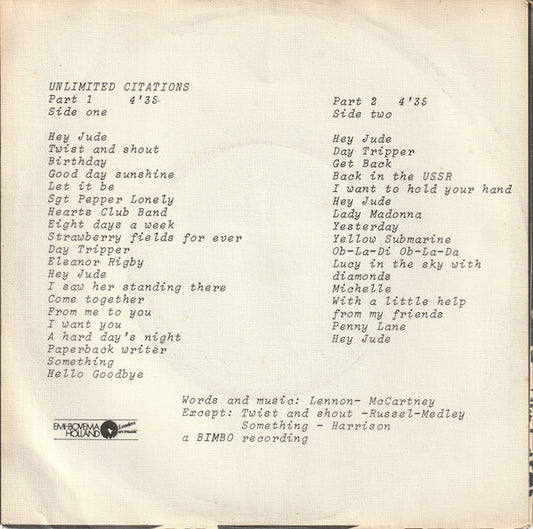 UNLIMITED CITATIONS
Part 1 4'35
Side one
Hey Jude
Twist and shout
Birthday
Good day sunshine
Let it be
Sgt Pepper Lonely
Hearts Club Band
Eight days a week
Strawberry fields for ever
Day Tripper
Eleanor Rigby
Hey Jude
I saw her standing there
Come together
From me to you
I want you
A hard day's night
Paperback writer
Something
Hello Goodbye
Part 2 4'35
Side two
Hey Jude
Day Tripper
Get Back
Back in the USSR
I want to hold your hand
Hey Jude
Lady Madonna
Yesterday
Yellow Submarine
Ob-La-Di Ob-La-Da
Lucy in the sky with
diamonds
Michelle
With a little help
from my friends
Penny Lane
Hey Jude
Words and music: Lennon- McCartney
Except: Twist and shout -Russel-Medley
Something - Harrison
a BIMBO recording
EMI-BOVEMA
HOLLAND
Leaders
in music